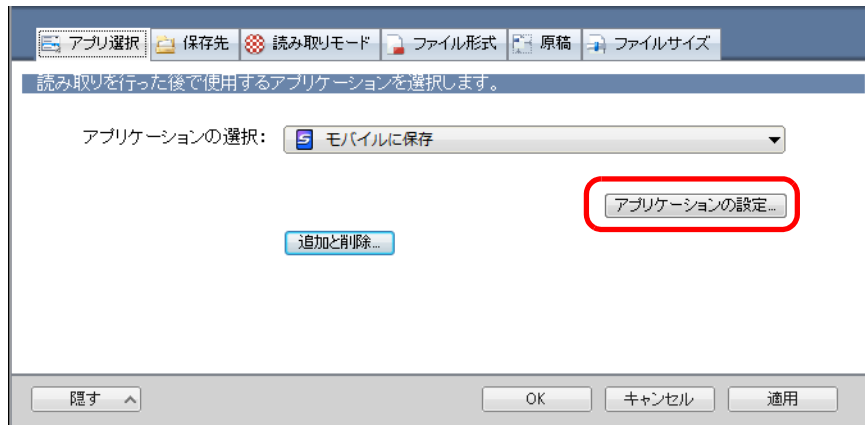 アプリ選択 保存先 読み取りモード ファイル形式 原稿 ファイルサイズ
読み取りを行った後で使用するアプリケーションを選択します。
アプリケーションの選択: モバイルに保存
アプリケーションの設定...
追加と削除...
隠す OK キャンセル 適用